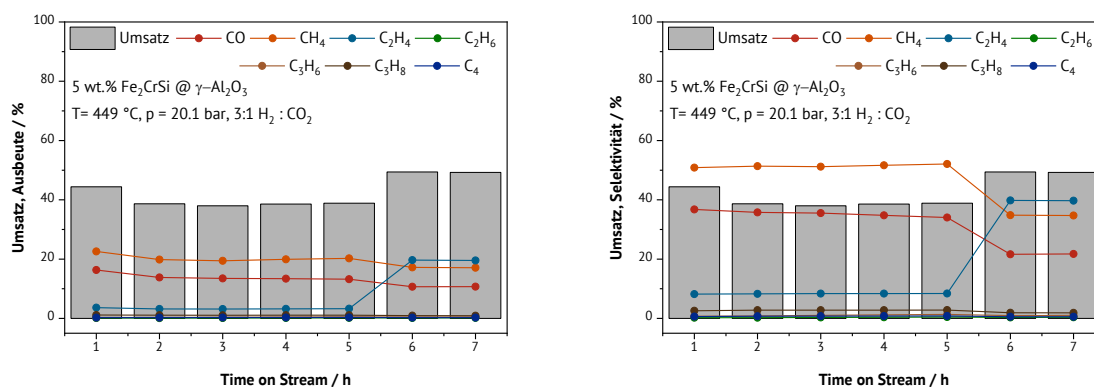 100
80
60
40
20
0
Umsatz, Ausbeute / %
Umsatz CO CH₄ C₂H₄ C₂H₆
C₃H₆ C₃H₈ C₄
5 wt.% Fe₂CrSi @ γ–Al₂O₃
T= 449 °C, p = 20.1 bar, 3:1 H₂ : CO₂
1 2 3 4 5 6 7
Time on Stream / h
100
80
60
40
20
0
Umsatz, Selektivität / %
Umsatz CO CH₄ C₂H₄ C₂H₆
C₃H₆ C₃H₈ C₄
5 wt.% Fe₂CrSi @ γ–Al₂O₃
T= 449 °C, p = 20.1 bar, 3:1 H₂ : CO₂
1 2 3 4 5 6 7
Time on Stream / h